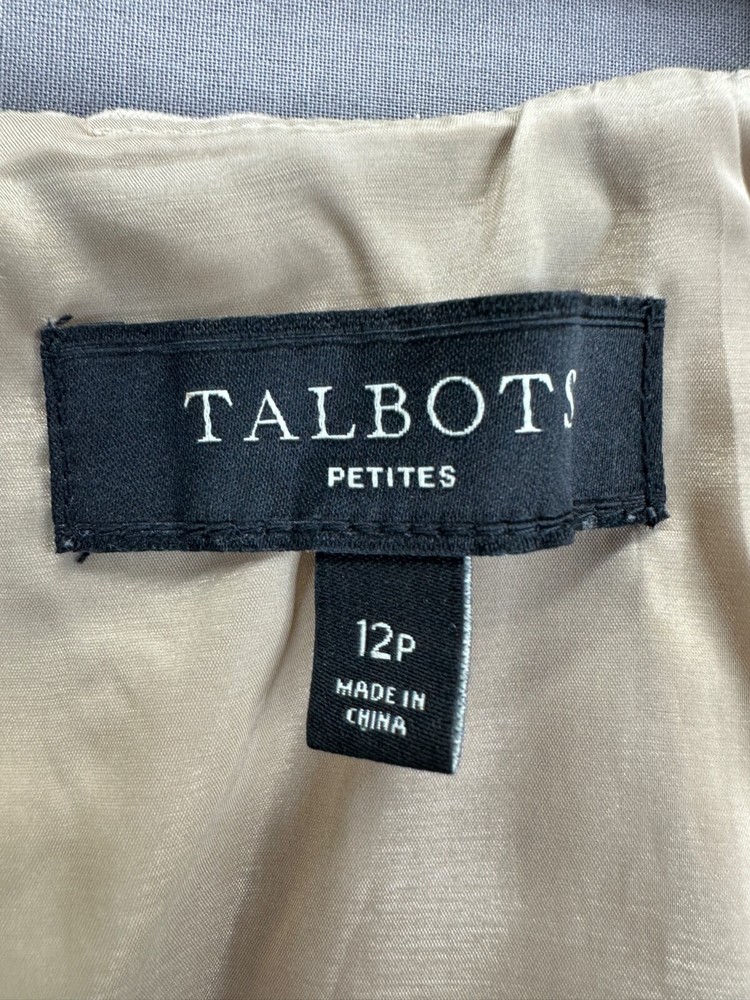 TALBOTS
PETITES
12P
MADE IN
CHINA